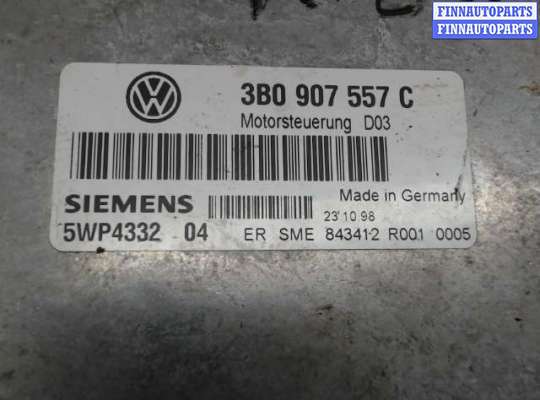 FINNAUTOPARTS
FINNAUTOPARTS
3B0 907 557 C
Motorsteuerung D03
SIEMENS
Made in Germany
23 10 98
5WP4332 04 ER SME 843412 R001 0005